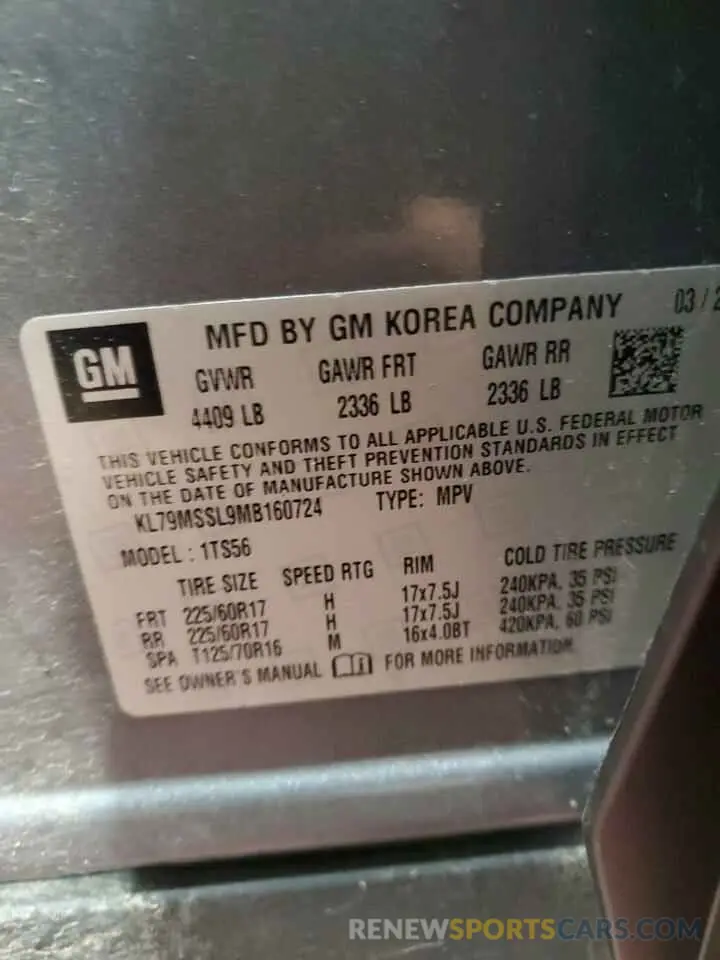 GM
MFD BY GM KOREA COMPANY 03 / 2
GVWR GAWR FRT GAWR RR
4409 LB 2336 LB 2336 LB
THIS VEHICLE CONFORMS TO ALL APPLICABLE U.S. FEDERAL MOTOR
VEHICLE SAFETY AND THEFT PREVENTION STANDARDS IN EFFECT
ON THE DATE OF MANUFACTURE SHOWN ABOVE.
KL79MSSL9MB160724 TYPE: MPV
MODEL : 1TS56
TIRE SIZE SPEED RTG RIM COLD TIRE PRESSURE
FRT 225/60R17 H 17x7.5J 240KPA, 35 PSI
RR 225/60R17 H 17x7.5J 240KPA, 35 PSI
SPA T125/70R16 M 16x4.0BT 420KPA, 60 PSI
SEE OWNER'S MANUAL FOR MORE INFORMATION
RENEWSPORTSCARS.COM